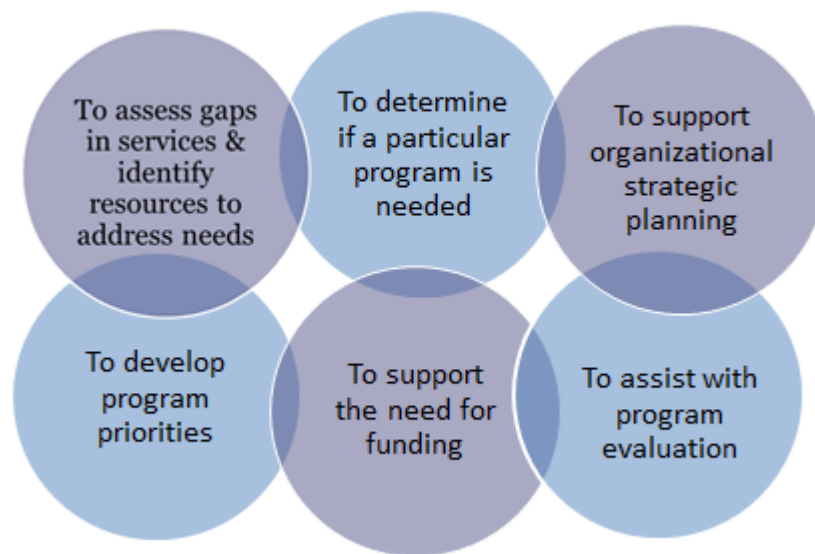 To assess gaps
in services &
identify
resources to
address needs
To determine
if a particular
program is
needed
To support
organizational
strategic
planning
To develop
program
priorities
To support
the need for
funding
To assist with
program
evaluation